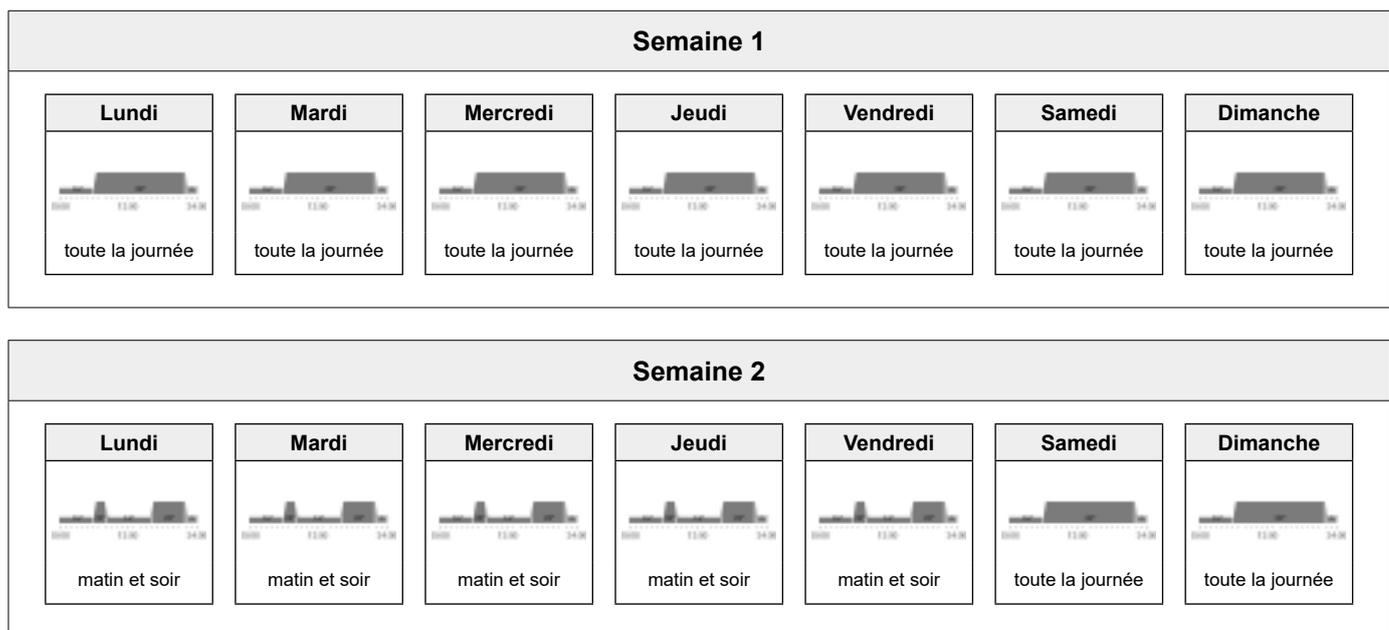 Semaine 1
Lundi Mardi Mercredi Jeudi Vendredi Samedi Dimanche
toute la journée toute la journée toute la journée toute la journée toute la journée toute la journée toute la journée
Semaine 2
Lundi Mardi Mercredi Jeudi Vendredi Samedi Dimanche
matin et soir matin et soir matin et soir matin et soir matin et soir toute la journée toute la journée